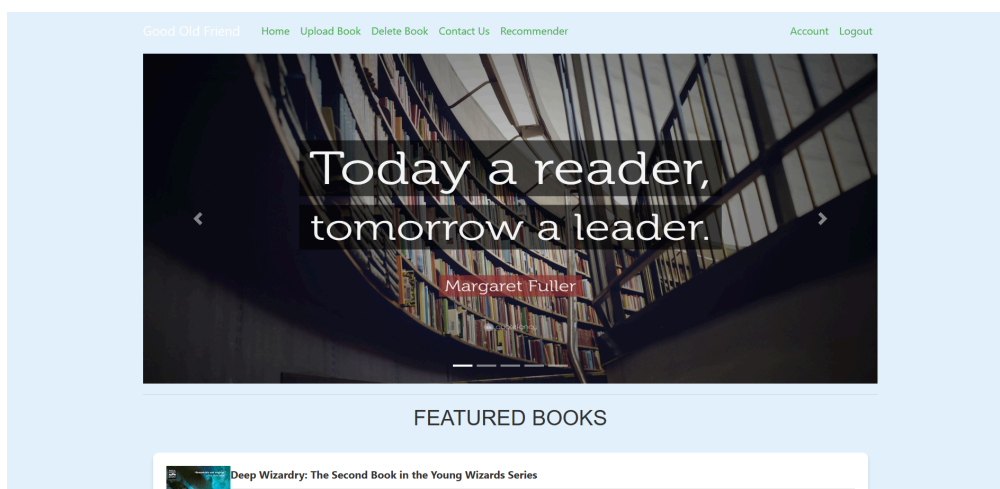 Good Old Friend Home Upload Book Delete Book Contact Us Recommender Account Logout
Today a reader,
tomorrow a leader.
Margaret Fuller
FEATURED BOOKS
Deep Wizardry: The Second Book in the Young Wizards Series